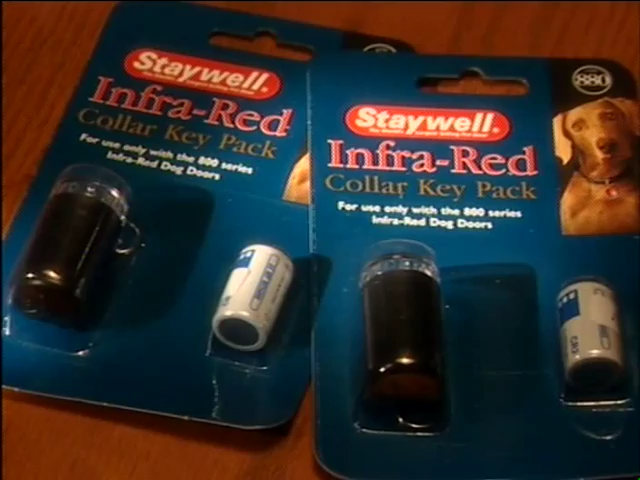 Staywell.
Infra-Red
Collar Key Pack
For use only with the 800 series
Infra-Red Dog Doors
880
Staywell.
Infra-Red
Collar Key Pack
For use only with the 800 series
Infra-Red Dog Doors